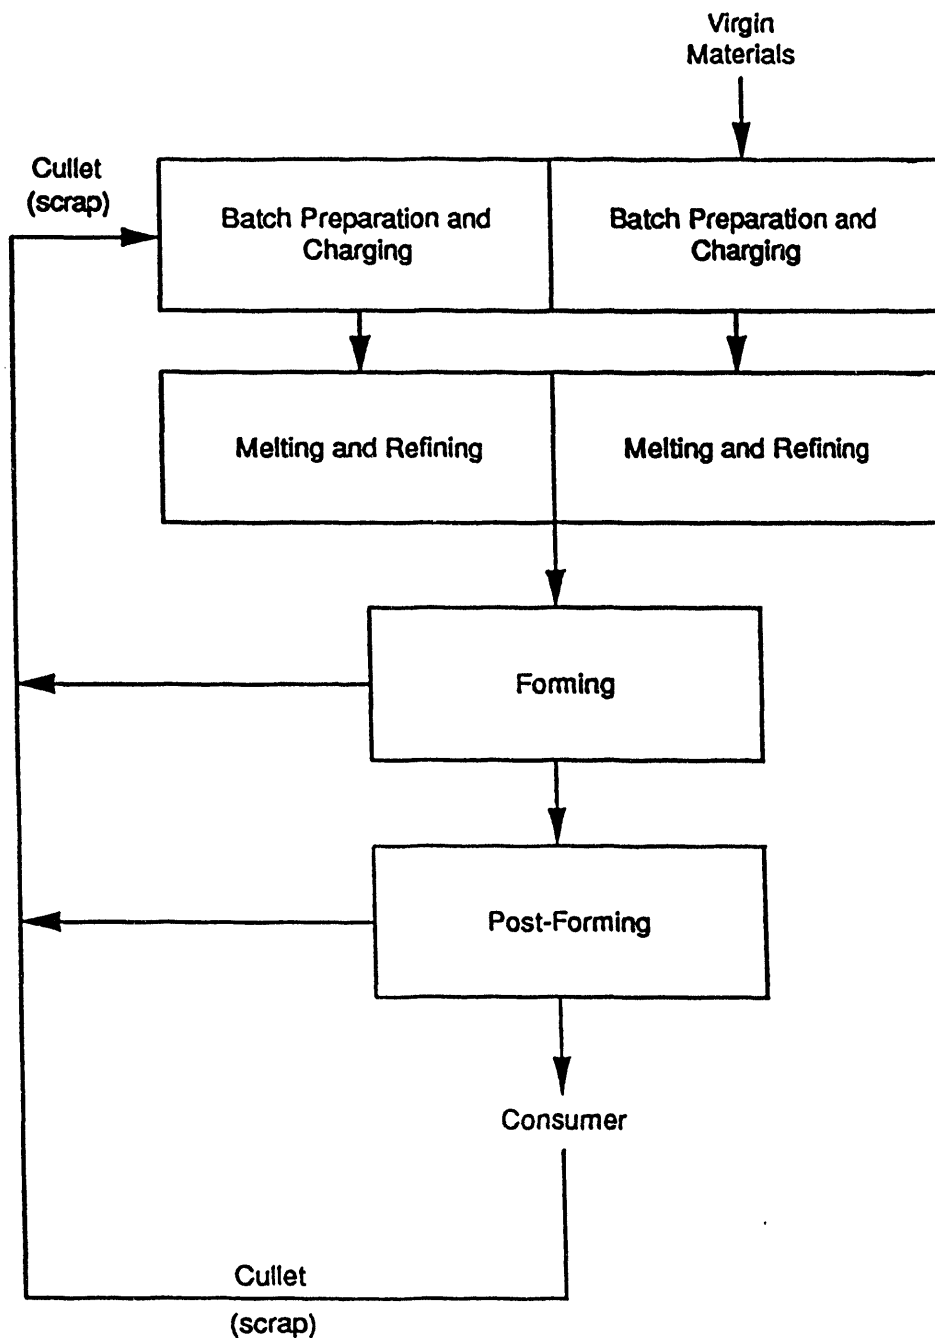 Virgin
Materials
Cullet
(scrap)
Batch Preparation and
Charging
Batch Preparation and
Charging
Melting and Refining
Melting and Refining
Forming
Post-Forming
Consumer
Cullet
(scrap)